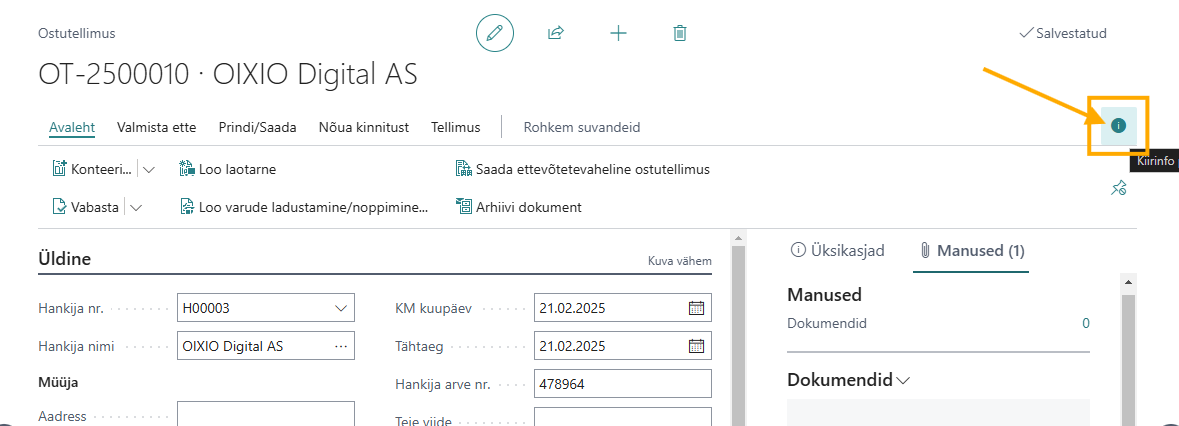 Ostutellimus
Salvestatud
OT-2500010 · OIXIO Digital AS
Avaleht Valmista ette Prindi/Saada Nõua kinnitust Tellimus Rohkem suvandeid
Kiirinfo
Konteeri... Loo laotarne Saada ettevõtetevaheline ostutellimus
Vabasta Loo varude ladustamine/noppimine... Arhiivi dokument
Üldine Kuva vähem
Hankija nr. H00003
Hankija nimi OIXIO Digital AS ...
Müüja
Aadress
KM kuupäev 21.02.2025
Tähtaeg 21.02.2025
Hankija arve nr. 478964
Teie viide
Üksikasjad Manused (1)
Manused
Dokumendid 0
Dokumendid